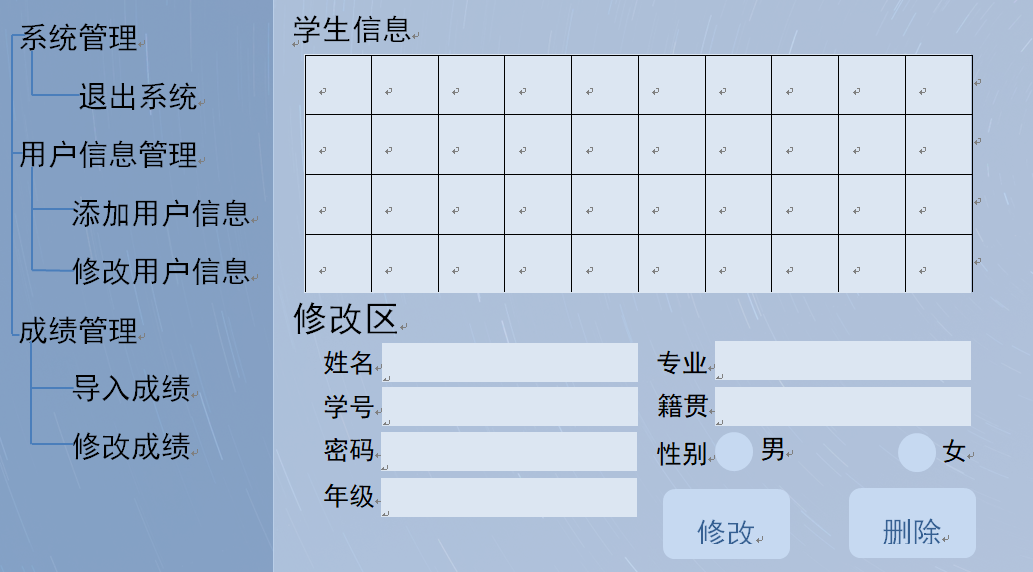 系统管理
退出系统
用户信息管理
添加用户信息
修改用户信息
成绩管理
导入成绩
修改成绩
学生信息
修改区
姓名 专业
学号 籍贯
密码 性别 男 女
年级
修改 删除